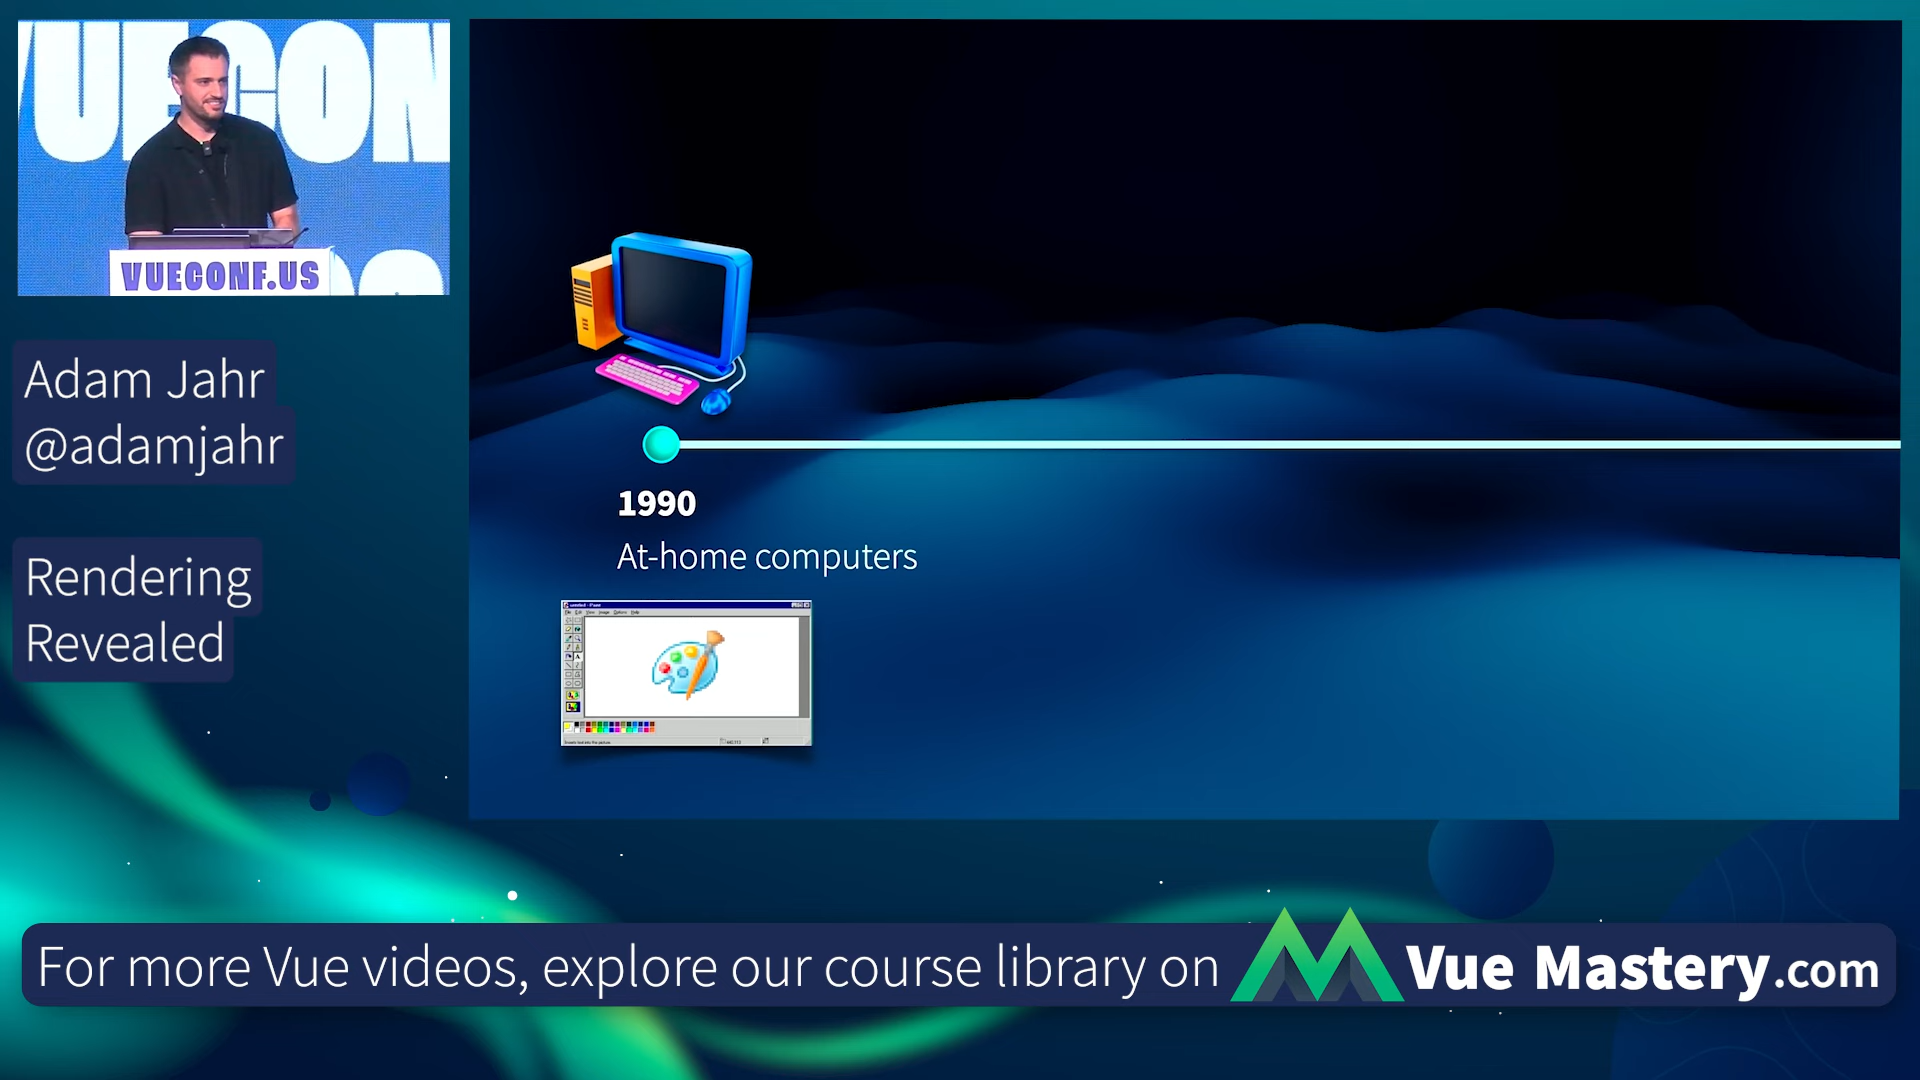 VUECON
VUECONF.US
Adam Jahr
@adamjahr
Rendering
Revealed
1990
At-home computers
For more Vue videos, explore our course library on Vue Mastery.com